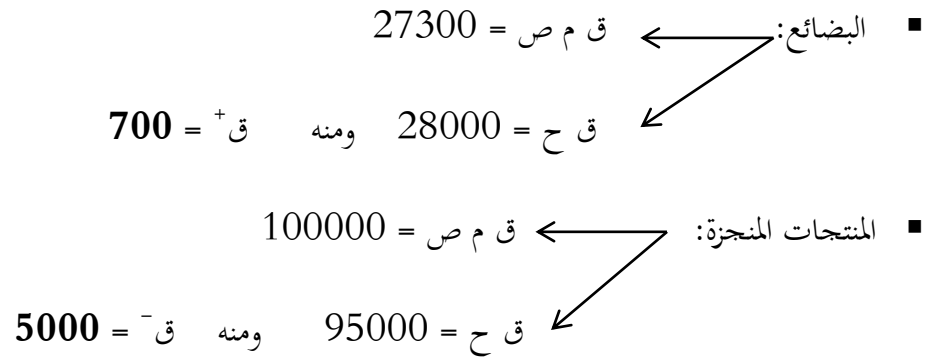 ▪ البضائع: ق م ص = 27300
ق ح = 28000 ومنه ق⁺ = 700
▪ المنتجات المنجزة: ق م ص = 100000
ق ح = 95000 ومنه ق⁻ = 5000